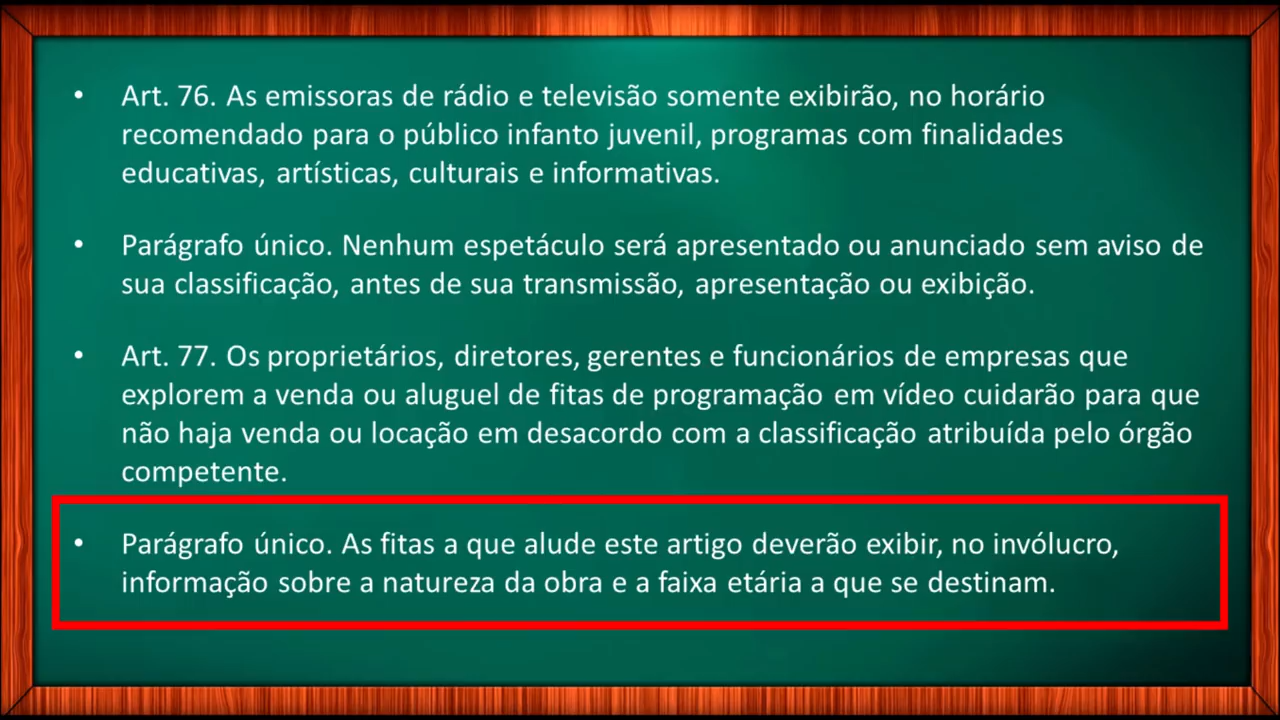 • Art. 76. As emissoras de rádio e televisão somente exibirão, no horário
recomendado para o público infanto juvenil, programas com finalidades
educativas, artísticas, culturais e informativas.
• Parágrafo único. Nenhum espetáculo será apresentado ou anunciado sem aviso de
sua classificação, antes de sua transmissão, apresentação ou exibição.
• Art. 77. Os proprietários, diretores, gerentes e funcionários de empresas que
explorem a venda ou aluguel de fitas de programação em vídeo cuidarão para que
não haja venda ou locação em desacordo com a classificação atribuída pelo órgão
competente.
• Parágrafo único. As fitas a que alude este artigo deverão exibir, no invólucro,
informação sobre a natureza da obra e a faixa etária a que se destinam.